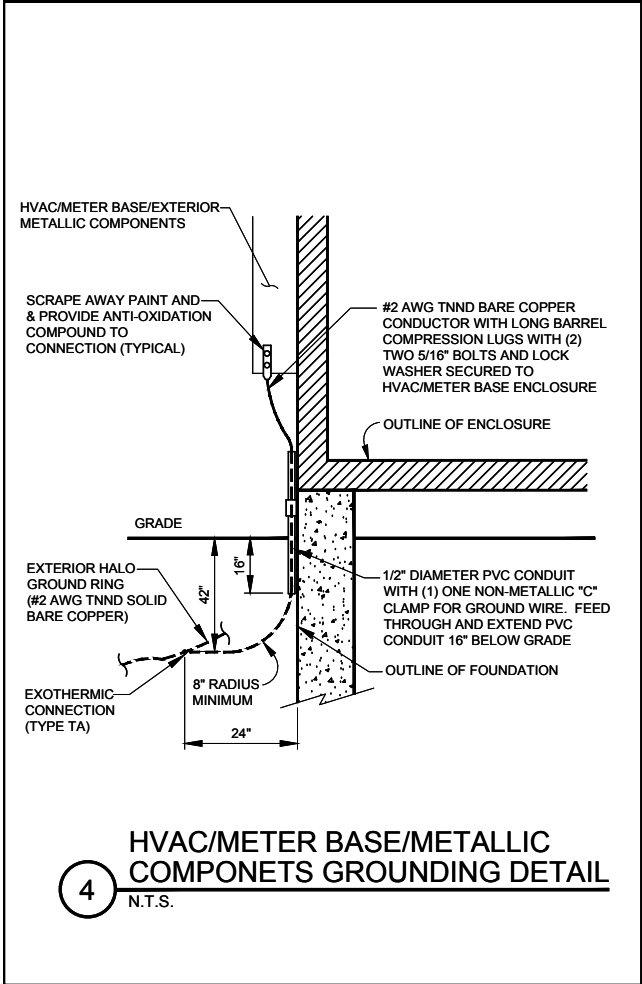 HVAC/METER BASE/EXTERIOR
METALLIC COMPONENTS
SCRAPE AWAY PAINT AND
& PROVIDE ANTI-OXIDATION
COMPOUND TO
CONNECTION (TYPICAL)
#2 AWG TNND BARE COPPER
CONDUCTOR WITH LONG BARREL
COMPRESSION LUGS WITH (2)
TWO 5/16" BOLTS AND LOCK
WASHER SECURED TO
HVAC/METER BASE ENCLOSURE
OUTLINE OF ENCLOSURE
GRADE
EXTERIOR HALO
GROUND RING
(#2 AWG TNND SOLID
BARE COPPER)
42"
16"
1/2" DIAMETER PVC CONDUIT
WITH (1) ONE NON-METALLIC "C"
CLAMP FOR GROUND WIRE. FEED
THROUGH AND EXTEND PVC
CONDUIT 16" BELOW GRADE
OUTLINE OF FOUNDATION
EXOTHERMIC
CONNECTION
(TYPE TA)
8" RADIUS
MINIMUM
24"
4
HVAC/METER BASE/METALLIC
COMPONETS GROUNDING DETAIL
N.T.S.